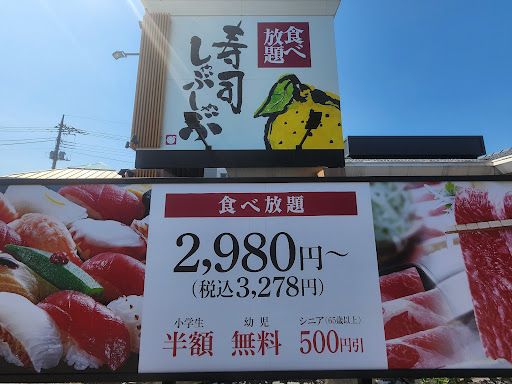 食べ
放題
寿司
しゃぶしゃぶ
食べ放題
2,980円～
(税込3,278円)
小学生 幼児 シニア(65歳以上)
半額 無料 500円引